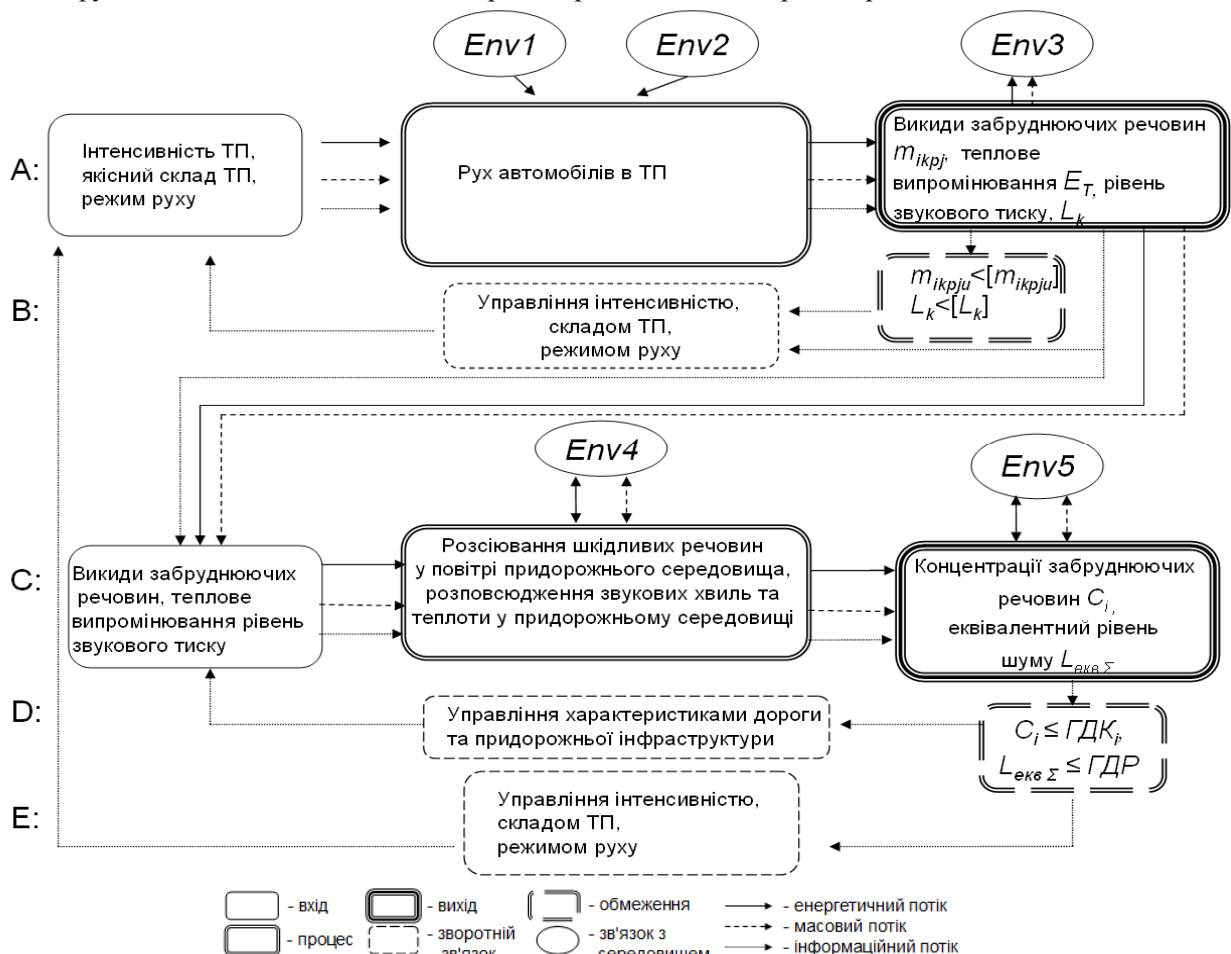 Env1
Env2
Env3
A:
Інтенсивність ТП,
якісний склад ТП,
режим руху
Рух автомобілів в ТП
Викиди забруднюючих речовин
m_ikpj, теплове
випромінювання E_T, рівень
звукового тиску, L_k
B:
Управління інтенсивністю,
складом ТП,
режимом руху
m_ikpju<[m_ikpju]
L_k<[L_k]
Env4
Env5
C:
Викиди забруднюючих
речовин, теплове
випромінювання рівень
звукового тиску
Розсіювання шкідливих речовин
у повітрі придорожнього середовища,
розповсюдження звукових хвиль та
теплоти у придорожньому середовищі
Концентрації забруднюючих
речовин C_i,
еквівалентний рівень
шуму L_екв Σ
D:
Управління характеристиками дороги
та придорожньої інфраструктури
C_i ≤ ГДК_i,
L_екв Σ ≤ ГДР
E:
Управління інтенсивністю,
складом ТП,
режимом руху
- вхід
- вихід
- обмеження
- енергетичний потік
- масовий потік
- процес
- зворотній
зв'язок
- зв'язок з
середовищем
- інформаційний потік